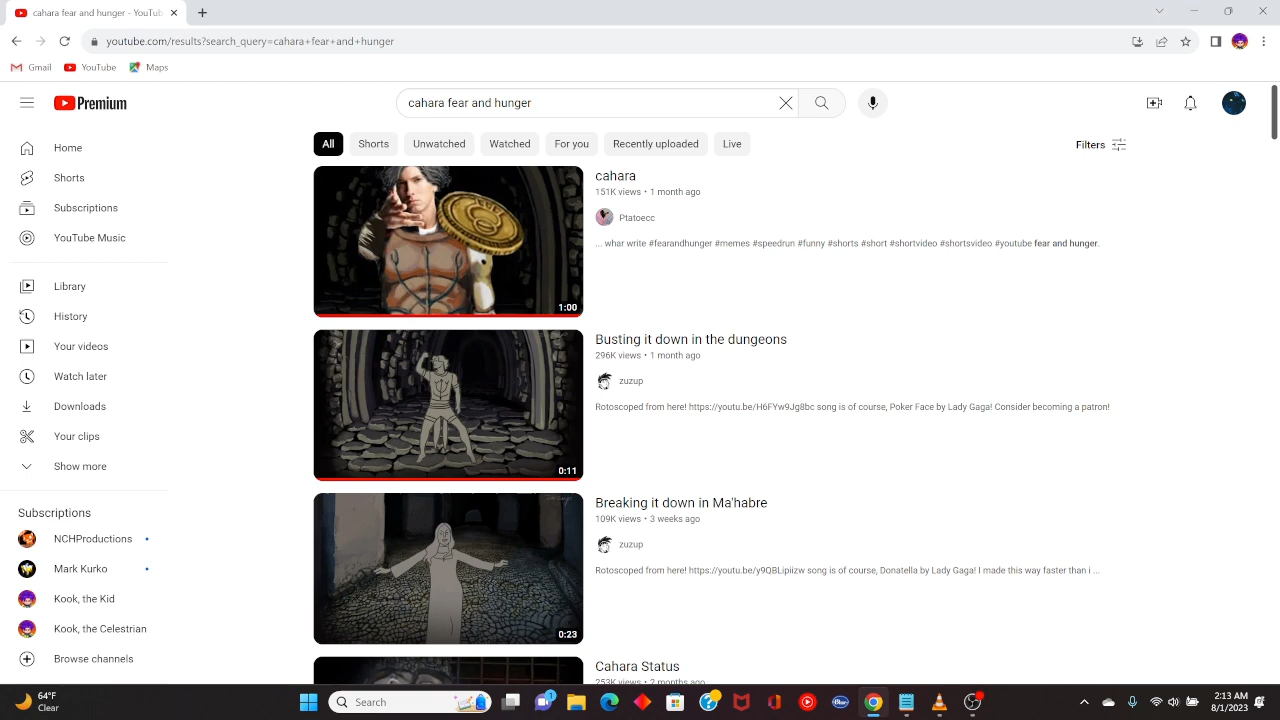 cahara fear and hunger - YouTub
youtube.com/results?search_query=cahara+fear+and+hunger
Gmail YouTube Maps
Premium
cahara fear and hunger
All Shorts Unwatched Watched For you Recently uploaded Live
Filters
Home
Shorts
Subscriptions
YouTube Music
Library
History
Your videos
Watch later
Downloads
Your clips
Show more
Subscriptions
NCHProductions
Mark Kurko
Kook, the Kid
Kook, the Celestrian
Browse channels
1:00
cahara
151K views • 1 month ago
Ptatoecc
... whar write #fearandhunger #memes #speedrun #funny #shorts #short #shortvideo #shortsvideo #youtube fear and hunger.
0:11
Busting it down in the dungeons
296K views • 1 month ago
zuzup
Rotoscoped from here! https://youtu.be/H6FYw9Jg8bc song is of course, Poker Face by Lady Gaga! Consider becoming a patron!
0:23
Breaking it down in Ma'habre
109K views • 3 weeks ago
zuzup
Rotoscoped from here! https://youtu.be/y9QBLipiizw song is of course, Donatella by Lady Gaga! I made this way faster than i ...
Cahara Status
253K views • 2 months ago
64°F
Clear
Search
1
2:13 AM
8/1/2023